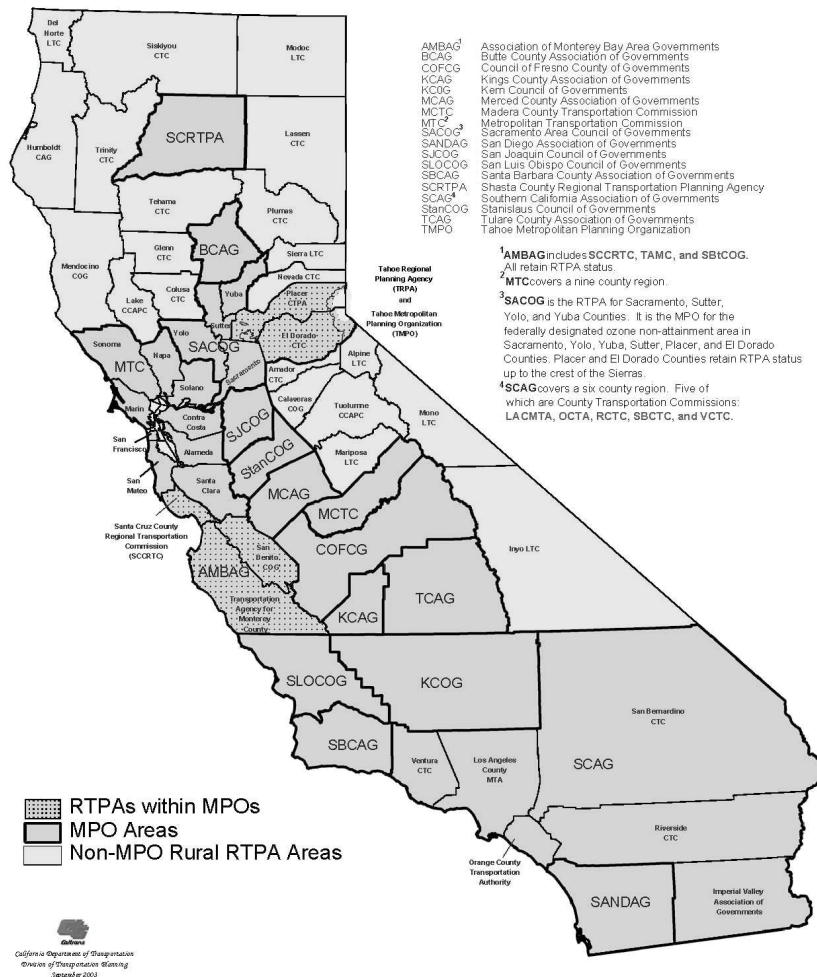 Del
Norte
LTC
Siskiyou
CTC
Modoc
LTC
Humboldt
CAG
Trinity
CTC
SCRTPA
Lassen
CTC
Tehama
CTC
Plumas
CTC
Mendocino
COG
Glenn
CTC
BCAG
Sierra LTC
Lake
CCAPC
Colusa
CTC
Yuba
Nevada CTC
Placer
CTPA
Sutter
Tahoe Regional
Planning Agency
(TRPA)
and
Tahoe Metropolitan
Planning Organization
(TMPO)
Sonoma
Napa
Yolo
SACOG
El Dorado
CTC
MTC
Solano
Sacramento
Amador
CTC
Alpine
LTC
Marin
Contra
Costa
Calaveras
COG
Tuolumne
CCAPC
Mono
LTC
San
Francisco
Alameda
SJCOG
StanCOG
Mariposa
LTC
San
Mateo
Santa
Clara
MCAG
MCTC
Santa Cruz County
Regional Transportation
Commission
(SCCRTC)
San
Benito
COG
COFCG
Inyo LTC
AMBAG
Transportation
Agency for
Monterey
County
KCAG
TCAG
SLOCOG
KCOG
San Bernardino
CTC
SBCAG
Ventura
CTC
Los Angeles
County
MTA
SCAG
Riverside
CTC
Orange County
Transportation
Authority
SANDAG
Imperial Valley
Association of
Governments
AMBAG1 Association of Monterey Bay Area Governments
BCAG Butte County Association of Governments
COFCG Council of Fresno County of Governments
KCAG Kings County Association of Governments
KC0G Kern Council of Governments
MCAG Merced County Association of Governments
MCTC Madera County Transportation Commission
MTC2 Metropolitan Transportation Commission
SACOG3 Sacramento Area Council of Governments
SANDAG San Diego Association of Governments
SJCOG San Joaquin Council of Governments
SLOCOG San Luis Obispo Council of Governments
SBCAG Santa Barbara County Association of Governments
SCRTPA Shasta County Regional Transportation Planning Agency
SCAG4 Southern California Association of Governments
StanCOG Stanislaus Council of Governments
TCAG Tulare County Association of Governments
TMPO Tahoe Metropolitan Planning Organization
1AMBAG includes SCCRTC, TAMC, and SBtCOG.
All retain RTPA status.
2MTC covers a nine county region.
3SACOG is the RTPA for Sacramento, Sutter,
Yolo, and Yuba Counties. It is the MPO for the
federally designated ozone non-attainment area in
Sacramento, Yolo, Yuba, Sutter, Placer, and El Dorado
Counties. Placer and El Dorado Counties retain RTPA status
up to the crest of the Sierras.
4SCAG covers a six county region. Five of
which are County Transportation Commissions:
LACMTA, OCTA, RCTC, SBCTC, and VCTC.
RTPAs within MPOs
MPO Areas
Non-MPO Rural RTPA Areas
Caltrans
California Department of Transportation
Division of Transportation Planning
September 2003